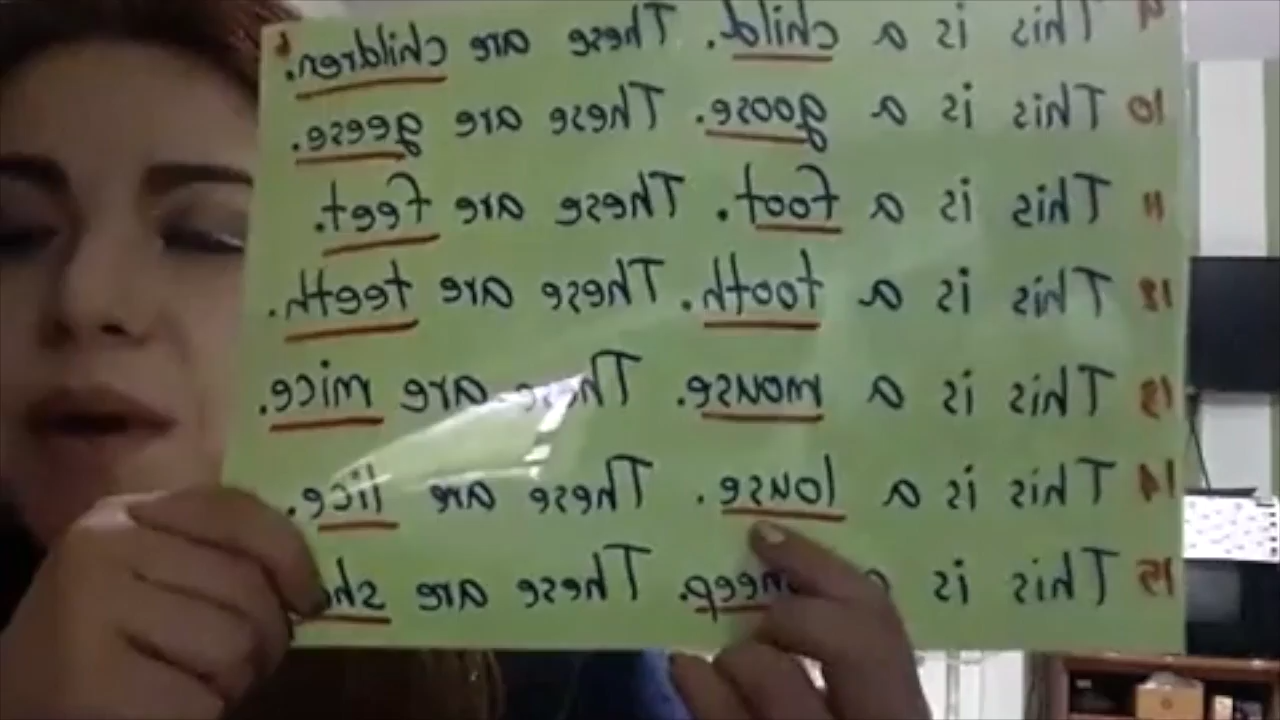 9 This is a child. These are children.
10 This is a goose. These are geese.
11 This is a foot. These are feet.
12 This is a tooth. These are teeth.
13 This is a mouse. These are mice.
14 This is a louse. These are lice.
15 This is a sheep. These are